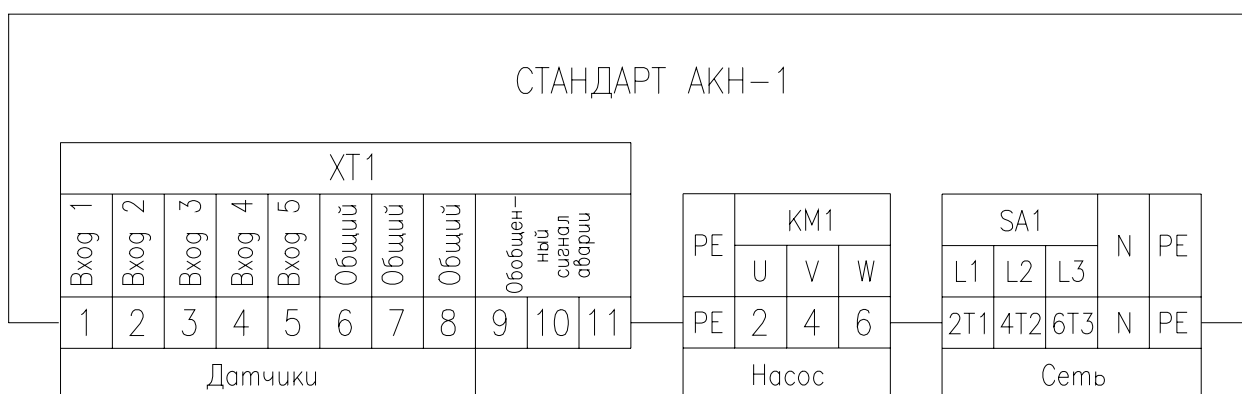 СТАНДАРТ АКН-1
XT1
Вход 1
Вход 2
Вход 3
Вход 4
Вход 5
Общий
Общий
Общий
Обобщен-
ный
сигнал
аварии
PE
KM1
U V W
SA1
L1 L2 L3
N
PE
1 2 3 4 5 6 7 8 9 10 11
PE 2 4 6
2T1 4T2 6T3 N PE
Датчики
Насос
Сеть